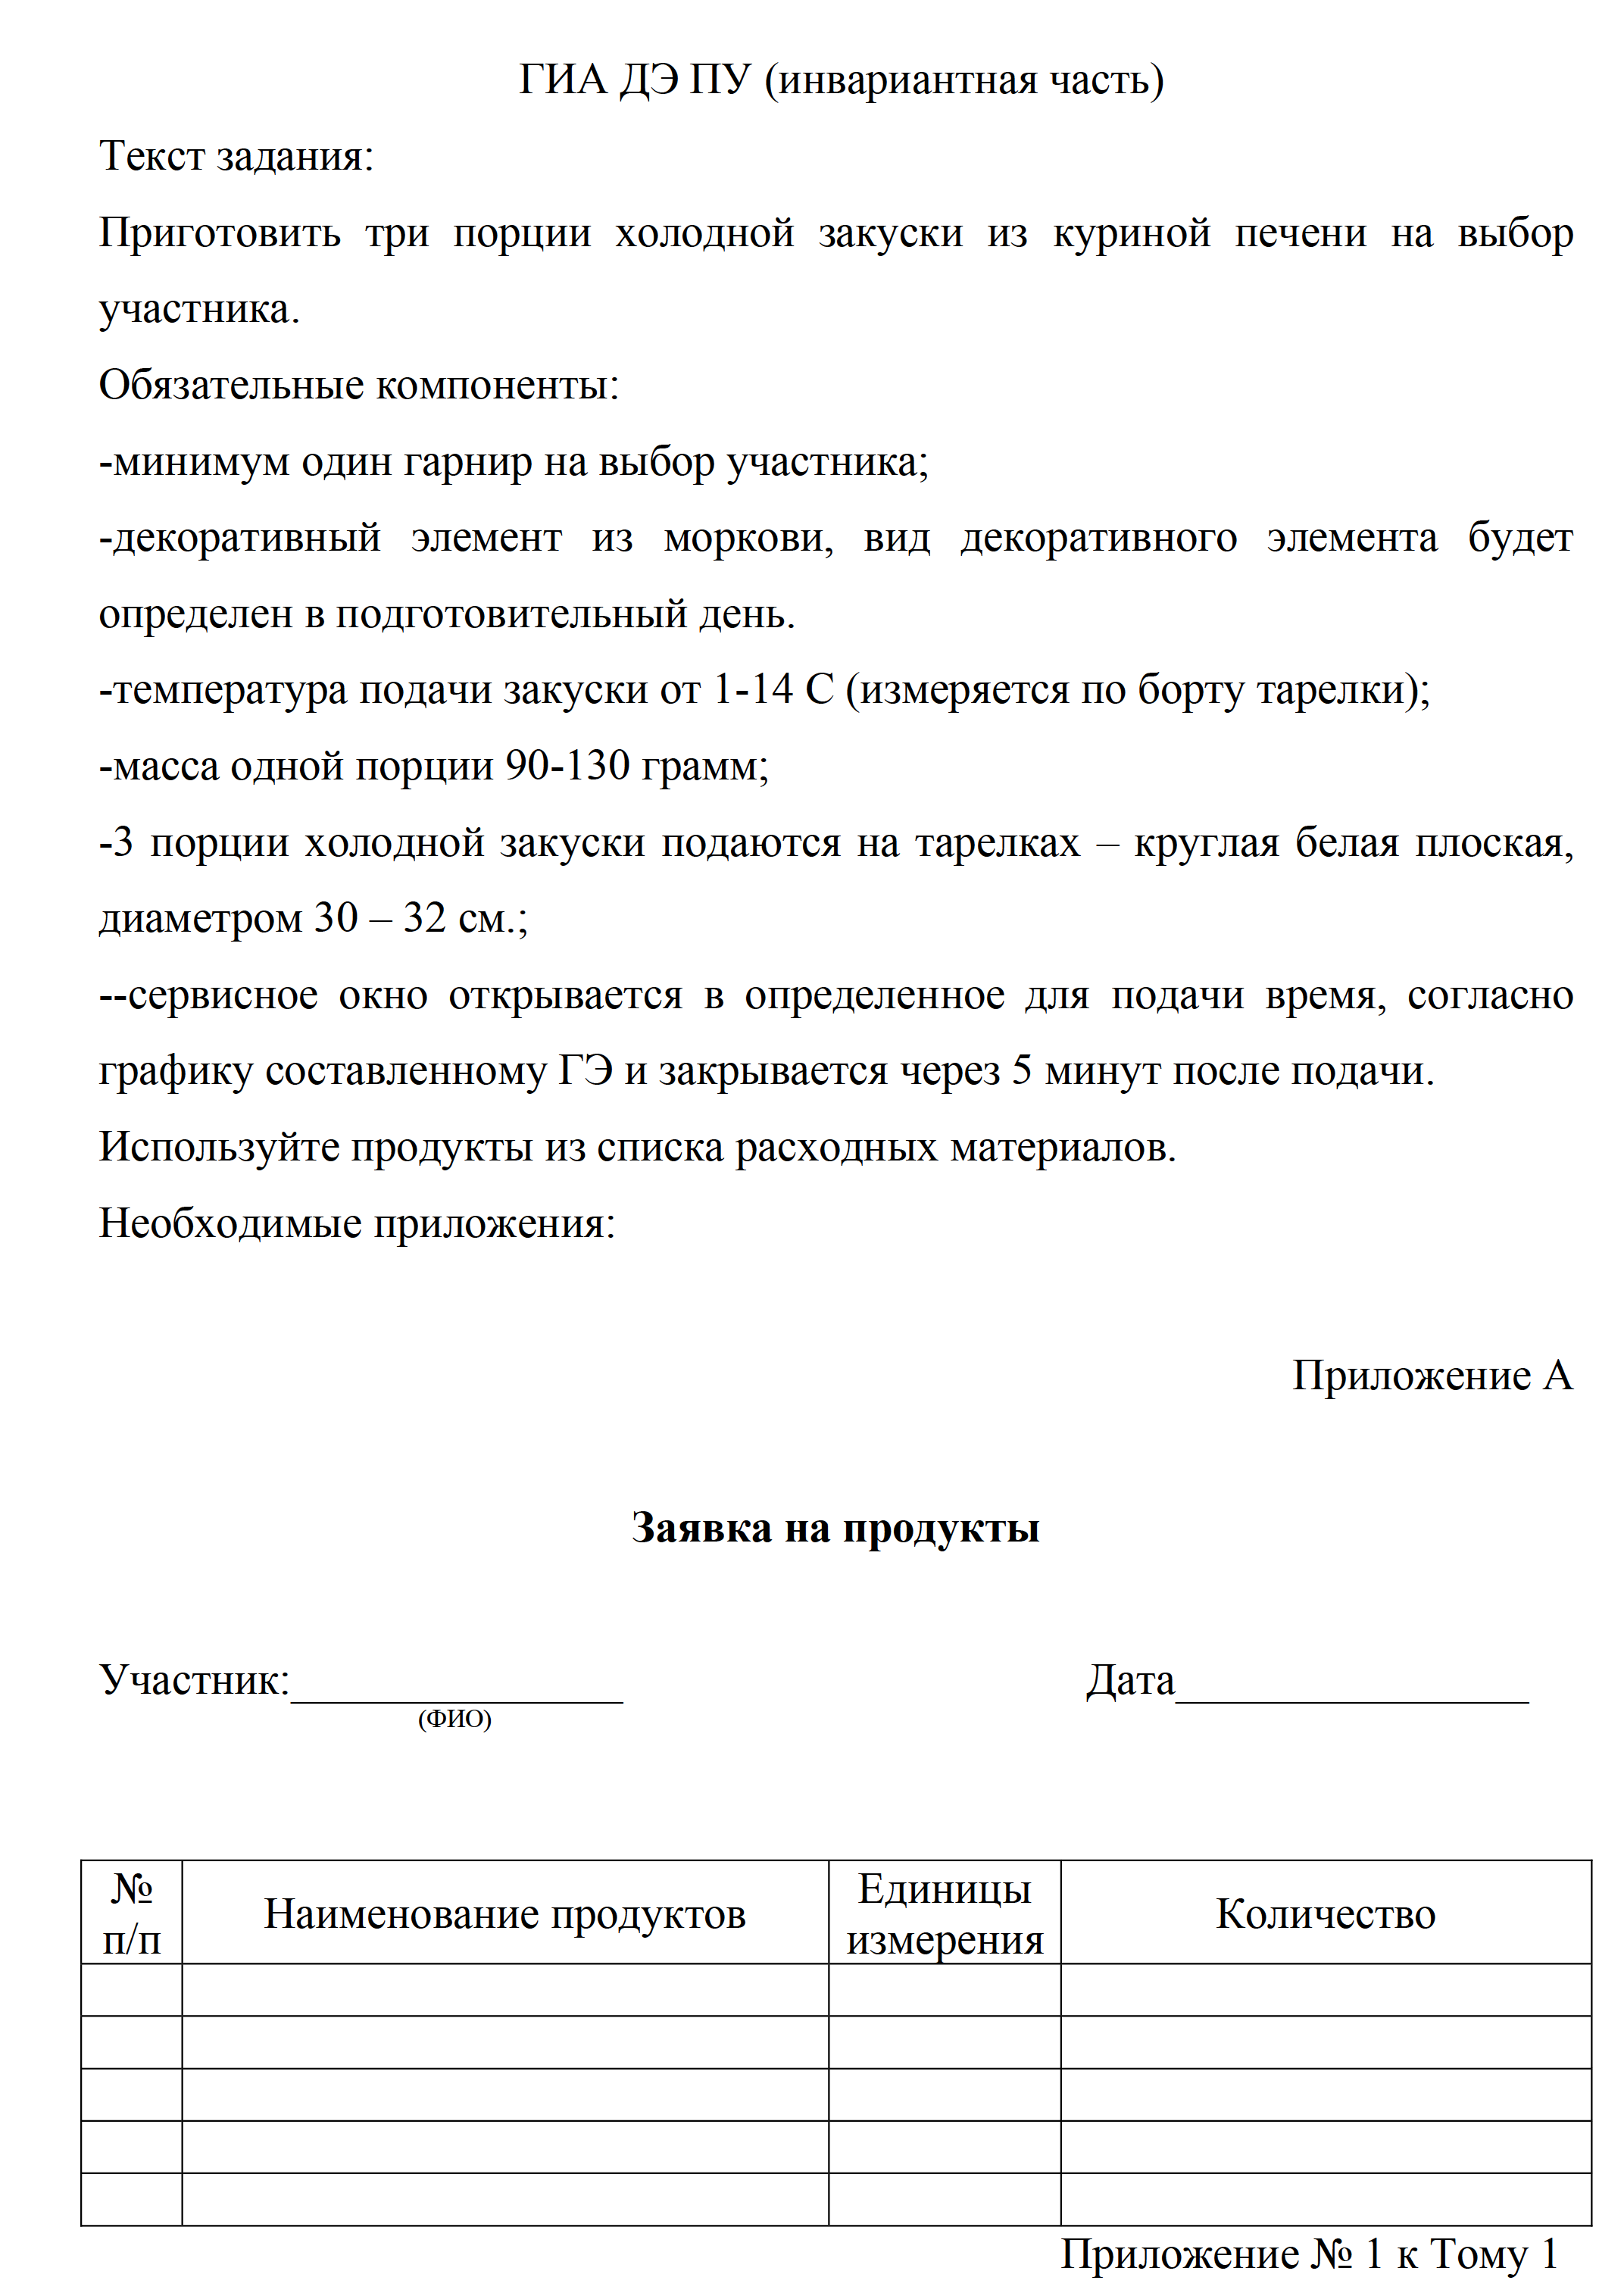 ГИА ДЭ ПУ (инвариантная часть)
Текст задания:
Приготовить три порции холодной закуски из куриной печени на выбор
участника.
Обязательные компоненты:
-минимум один гарнир на выбор участника;
-декоративный элемент из моркови, вид декоративного элемента будет
определен в подготовительный день.
-температура подачи закуски от 1-14 С (измеряется по борту тарелки);
-масса одной порции 90-130 грамм;
-3 порции холодной закуски подаются на тарелках – круглая белая плоская,
диаметром 30 – 32 см.;
--сервисное окно открывается в определенное для подачи время, согласно
графику составленному ГЭ и закрывается через 5 минут после подачи.
Используйте продукты из списка расходных материалов.
Необходимые приложения:
Приложение А
Заявка на продукты
Участник:_______________ Дата________________
(ФИО)
№ п/п Наименование продуктов Единицы измерения Количество
Приложение № 1 к Тому 1